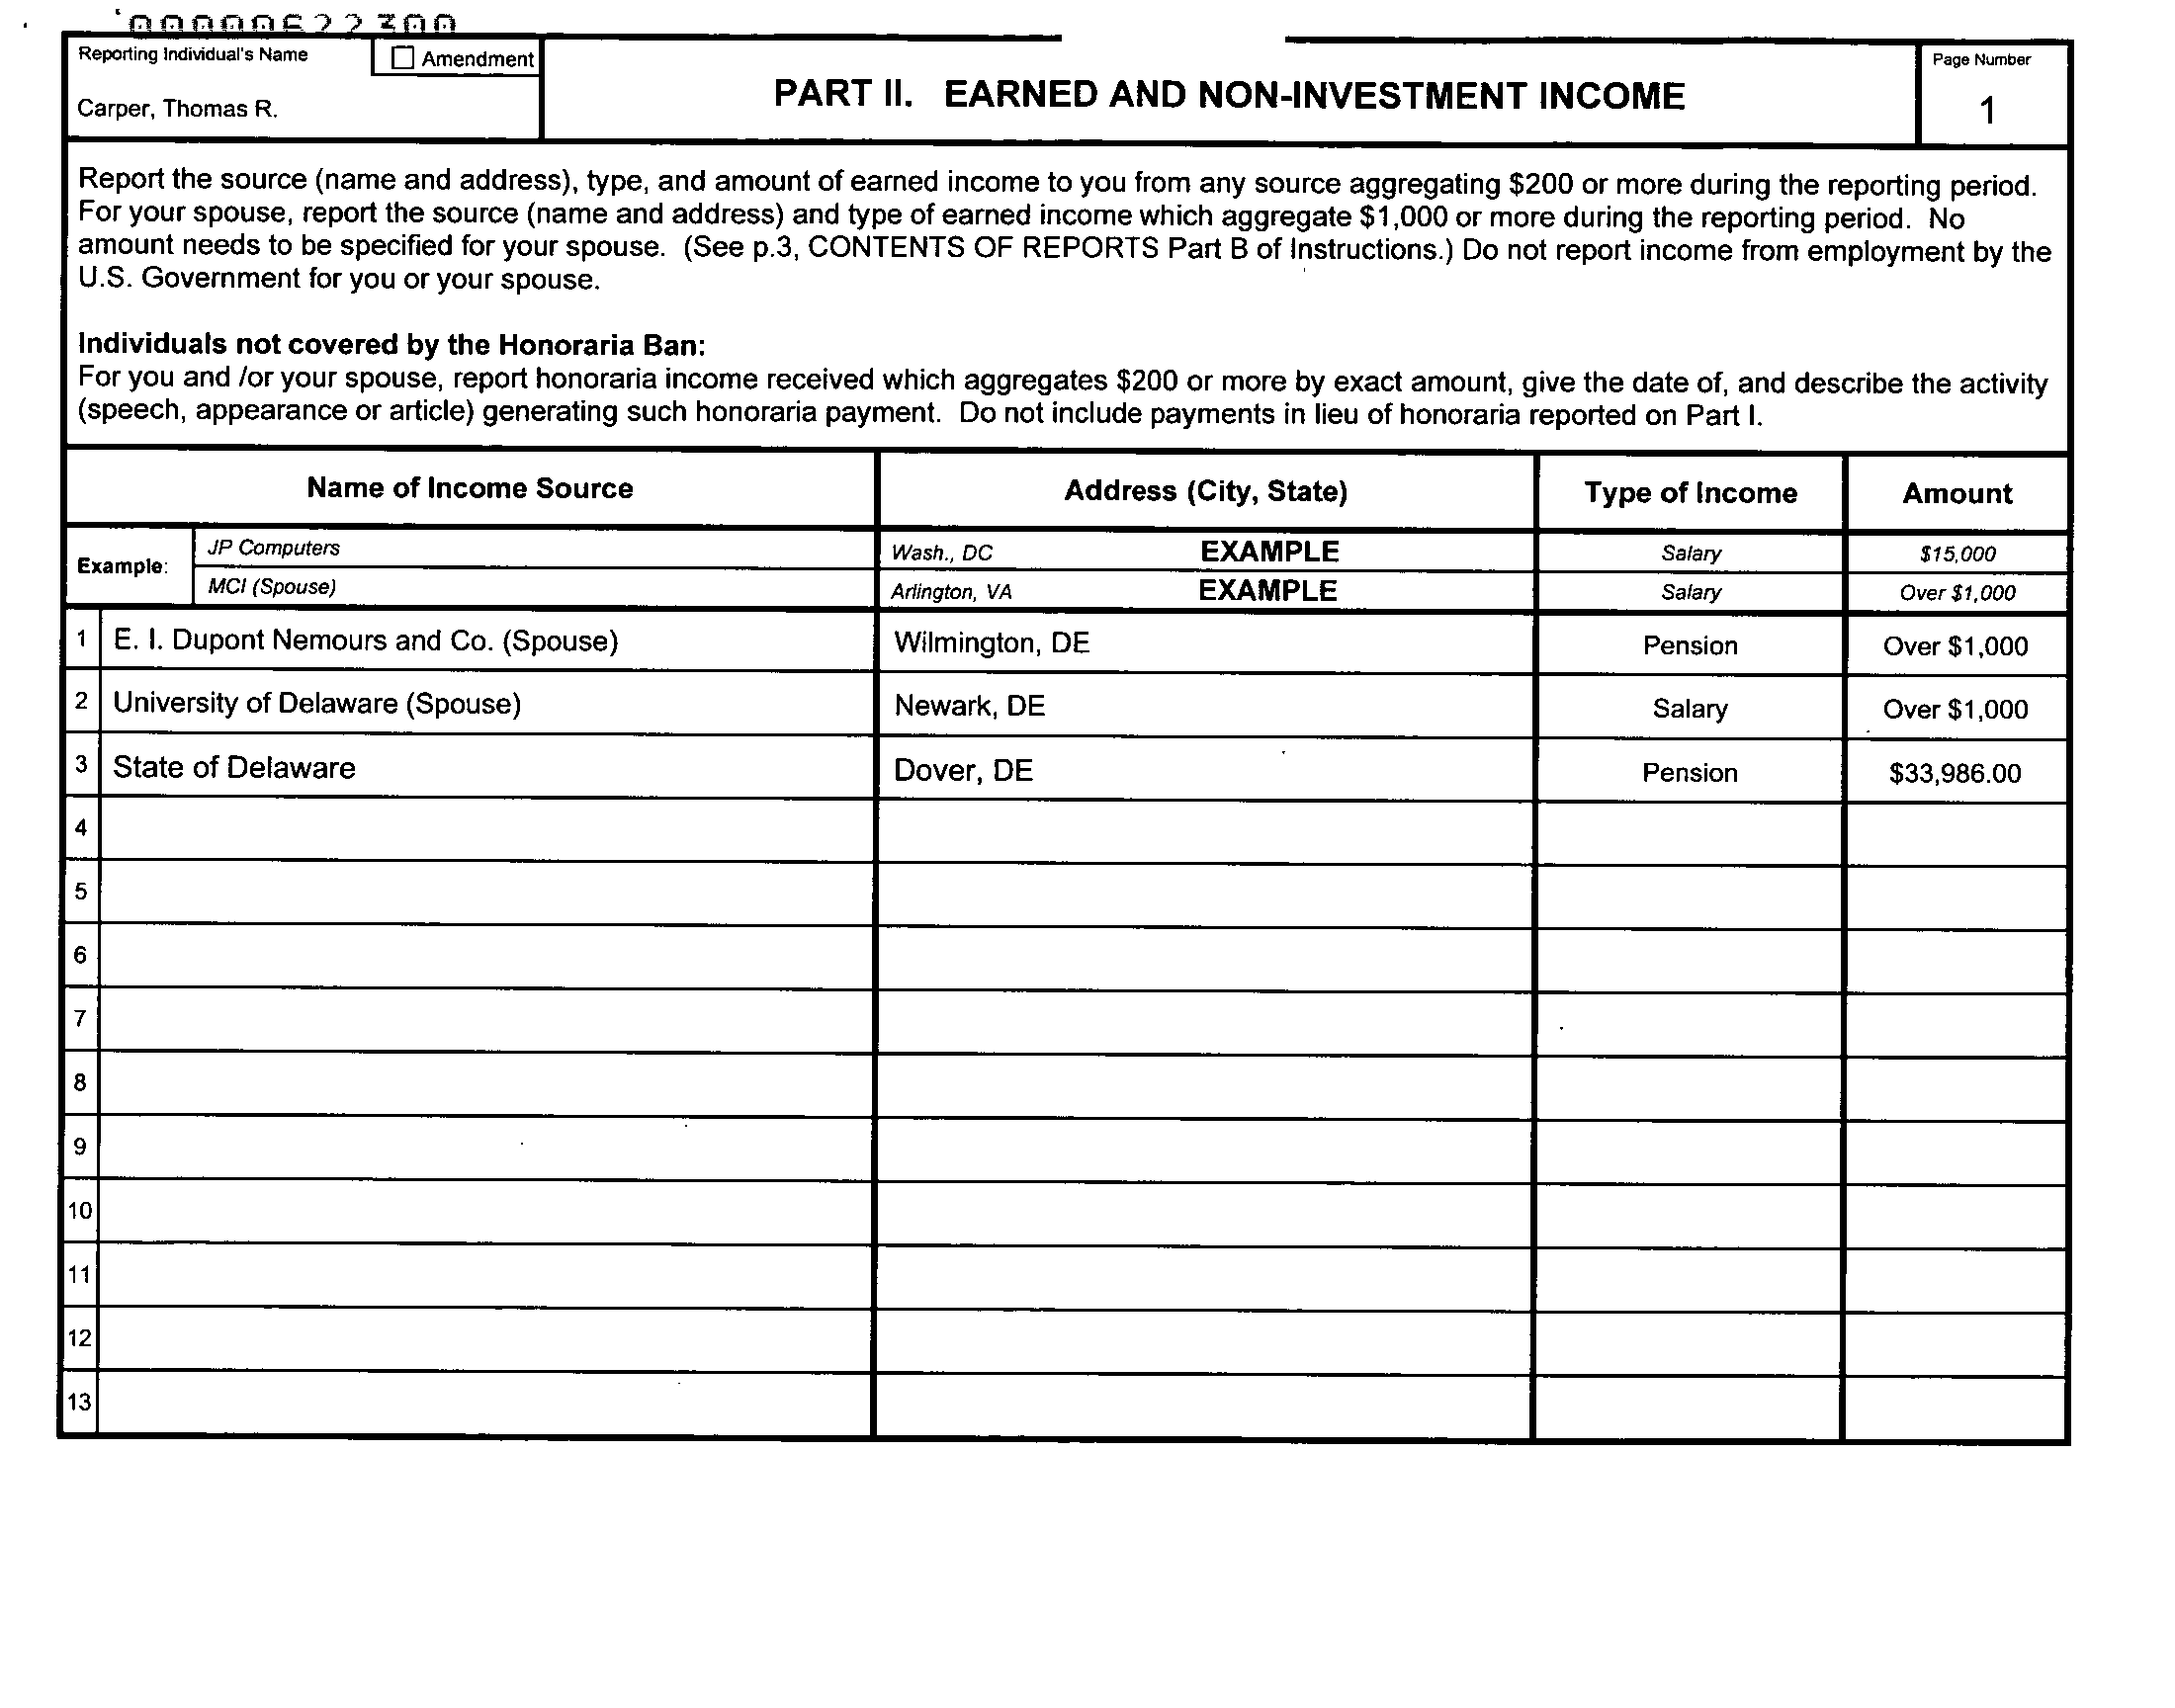 Reporting Individual's Name
Amendment
Carper, Thomas R.
PART II. EARNED AND NON-INVESTMENT INCOME
Page Number
1
Report the source (name and address), type, and amount of earned income to you from any source aggregating $200 or more during the reporting period.
For your spouse, report the source (name and address) and type of earned income which aggregate $1,000 or more during the reporting period. No
amount needs to be specified for your spouse. (See p.3, CONTENTS OF REPORTS Part B of Instructions.) Do not report income from employment by the
U.S. Government for you or your spouse.
Individuals not covered by the Honoraria Ban:
For you and /or your spouse, report honoraria income received which aggregates $200 or more by exact amount, give the date of, and describe the activity
(speech, appearance or article) generating such honoraria payment. Do not include payments in lieu of honoraria reported on Part I.
Name of Income Source Address (City, State) Type of Income Amount
Example: JP Computers Wash., DC EXAMPLE Salary $15,000
MCI (Spouse) Arlington, VA EXAMPLE Salary Over $1,000
1 E. I. Dupont Nemours and Co. (Spouse) Wilmington, DE Pension Over $1,000
2 University of Delaware (Spouse) Newark, DE Salary Over $1,000
3 State of Delaware Dover, DE Pension $33,986.00
4
5
6
7
8
9
10
11
12
13